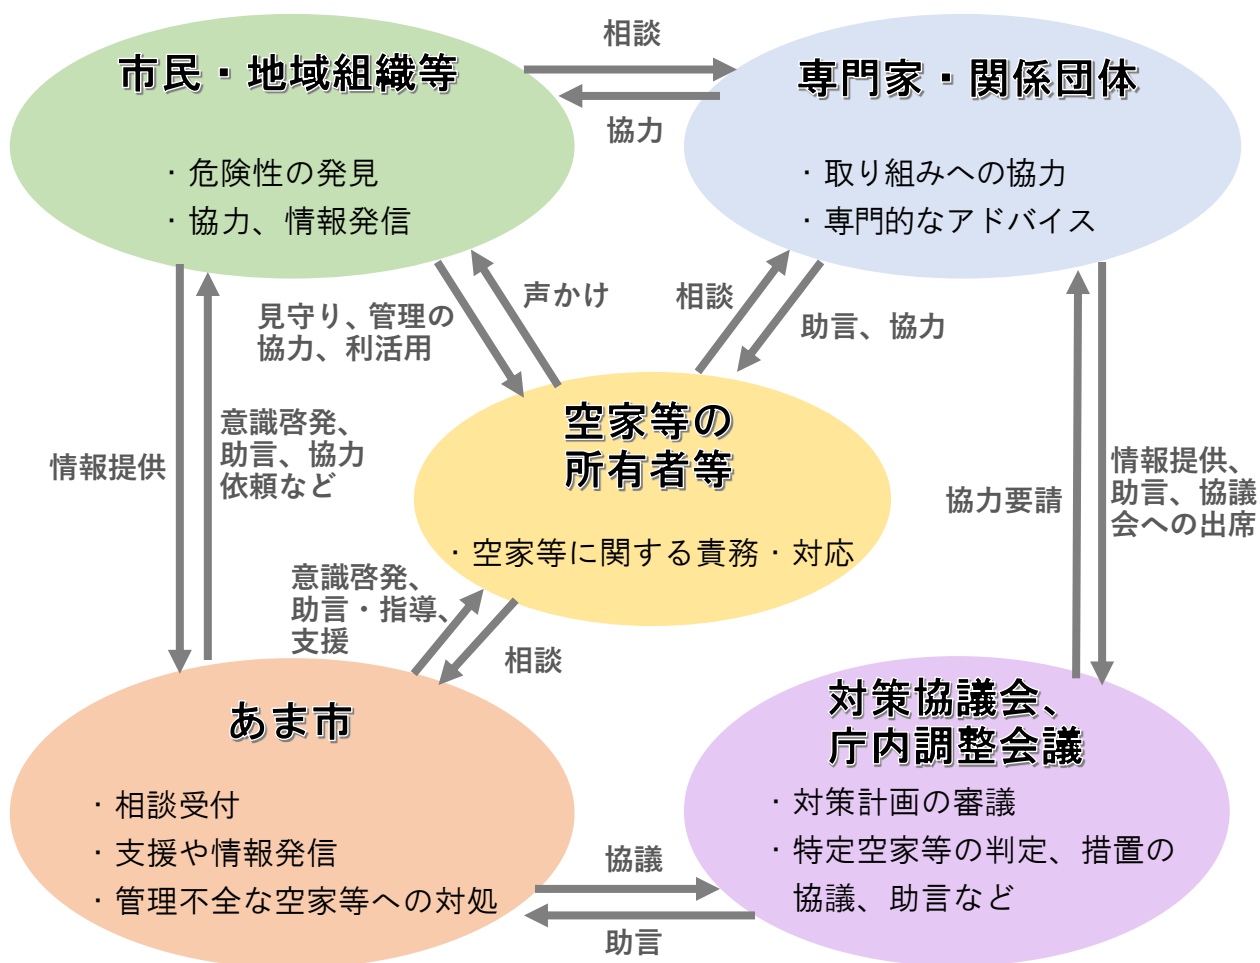 相談
市民・地域組織等
専門家・関係団体
協力
・危険性の発見
・協力、情報発信
・取り組みへの協力
・専門的なアドバイス
声かけ
相談
見守り、管理の
協力、利活用
助言、協力
意識啓発、
助言、協力
依頼など
情報提供
空家等の
所有者等
・空家等に関する責務・対応
協力要請
情報提供、
助言、協議
会への出席
意識啓発、
助言・指導、
支援
相談
あま市
・相談受付
・支援や情報発信
・管理不全な空家等への対処
対策協議会、
庁内調整会議
・対策計画の審議
・特定空家等の判定、措置の
協議、助言など
協議
助言